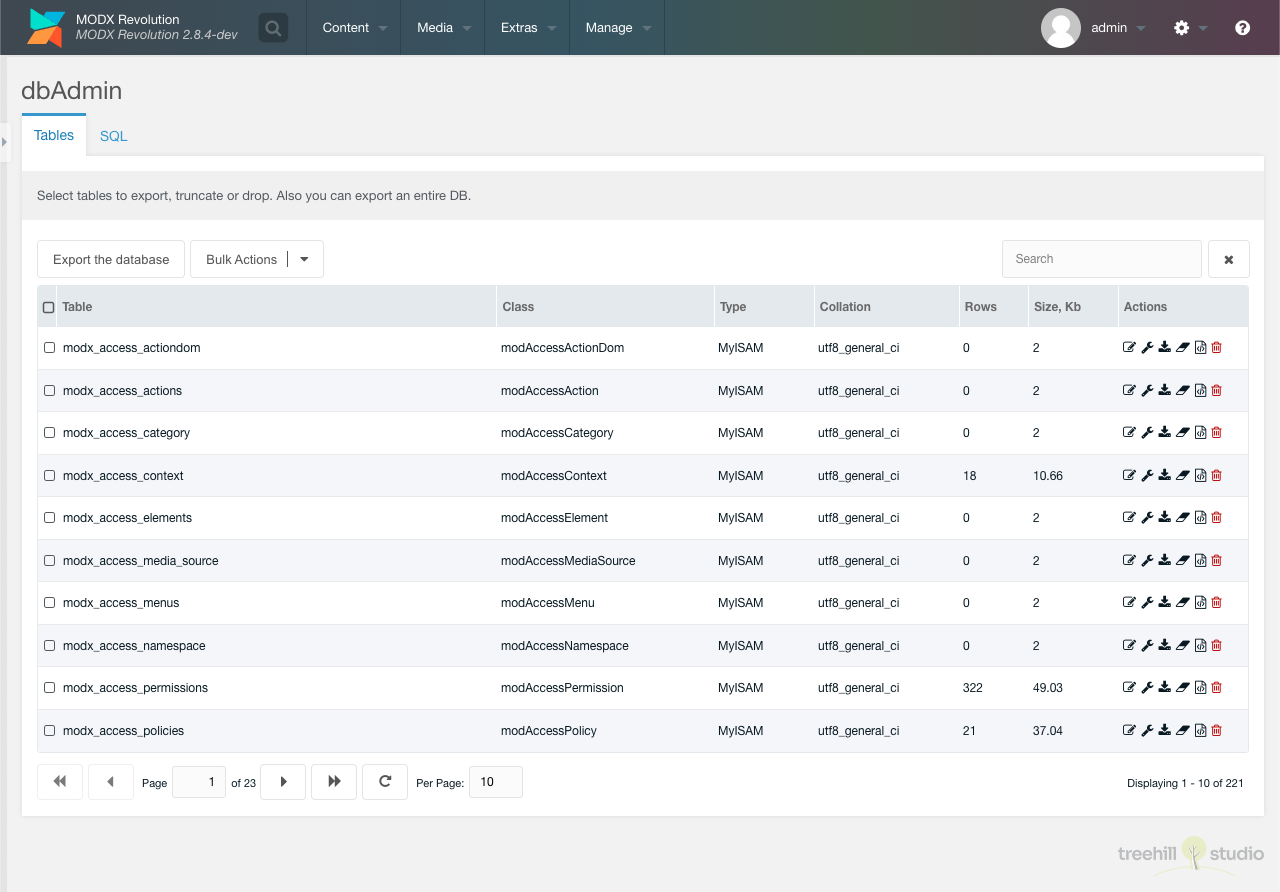 MODX Revolution
MODX Revolution 2.8.4-dev
Content Media Extras Manage admin
dbAdmin
Tables SQL
Select tables to export, truncate or drop. Also you can export an entire DB.
Export the database Bulk Actions Search
Table Class Type Collation Rows Size, Kb Actions
modx_access_actiondom modAccessActionDom MyISAM utf8_general_ci 0 2
modx_access_actions modAccessAction MyISAM utf8_general_ci 0 2
modx_access_category modAccessCategory MyISAM utf8_general_ci 0 2
modx_access_context modAccessContext MyISAM utf8_general_ci 18 10.66
modx_access_elements modAccessElement MyISAM utf8_general_ci 0 2
modx_access_media_source modAccessMediaSource MyISAM utf8_general_ci 0 2
modx_access_menus modAccessMenu MyISAM utf8_general_ci 0 2
modx_access_namespace modAccessNamespace MyISAM utf8_general_ci 0 2
modx_access_permissions modAccessPermission MyISAM utf8_general_ci 322 49.03
modx_access_policies modAccessPolicy MyISAM utf8_general_ci 21 37.04
Page 1 of 23 Per Page: 10 Displaying 1 - 10 of 221
treehill studio